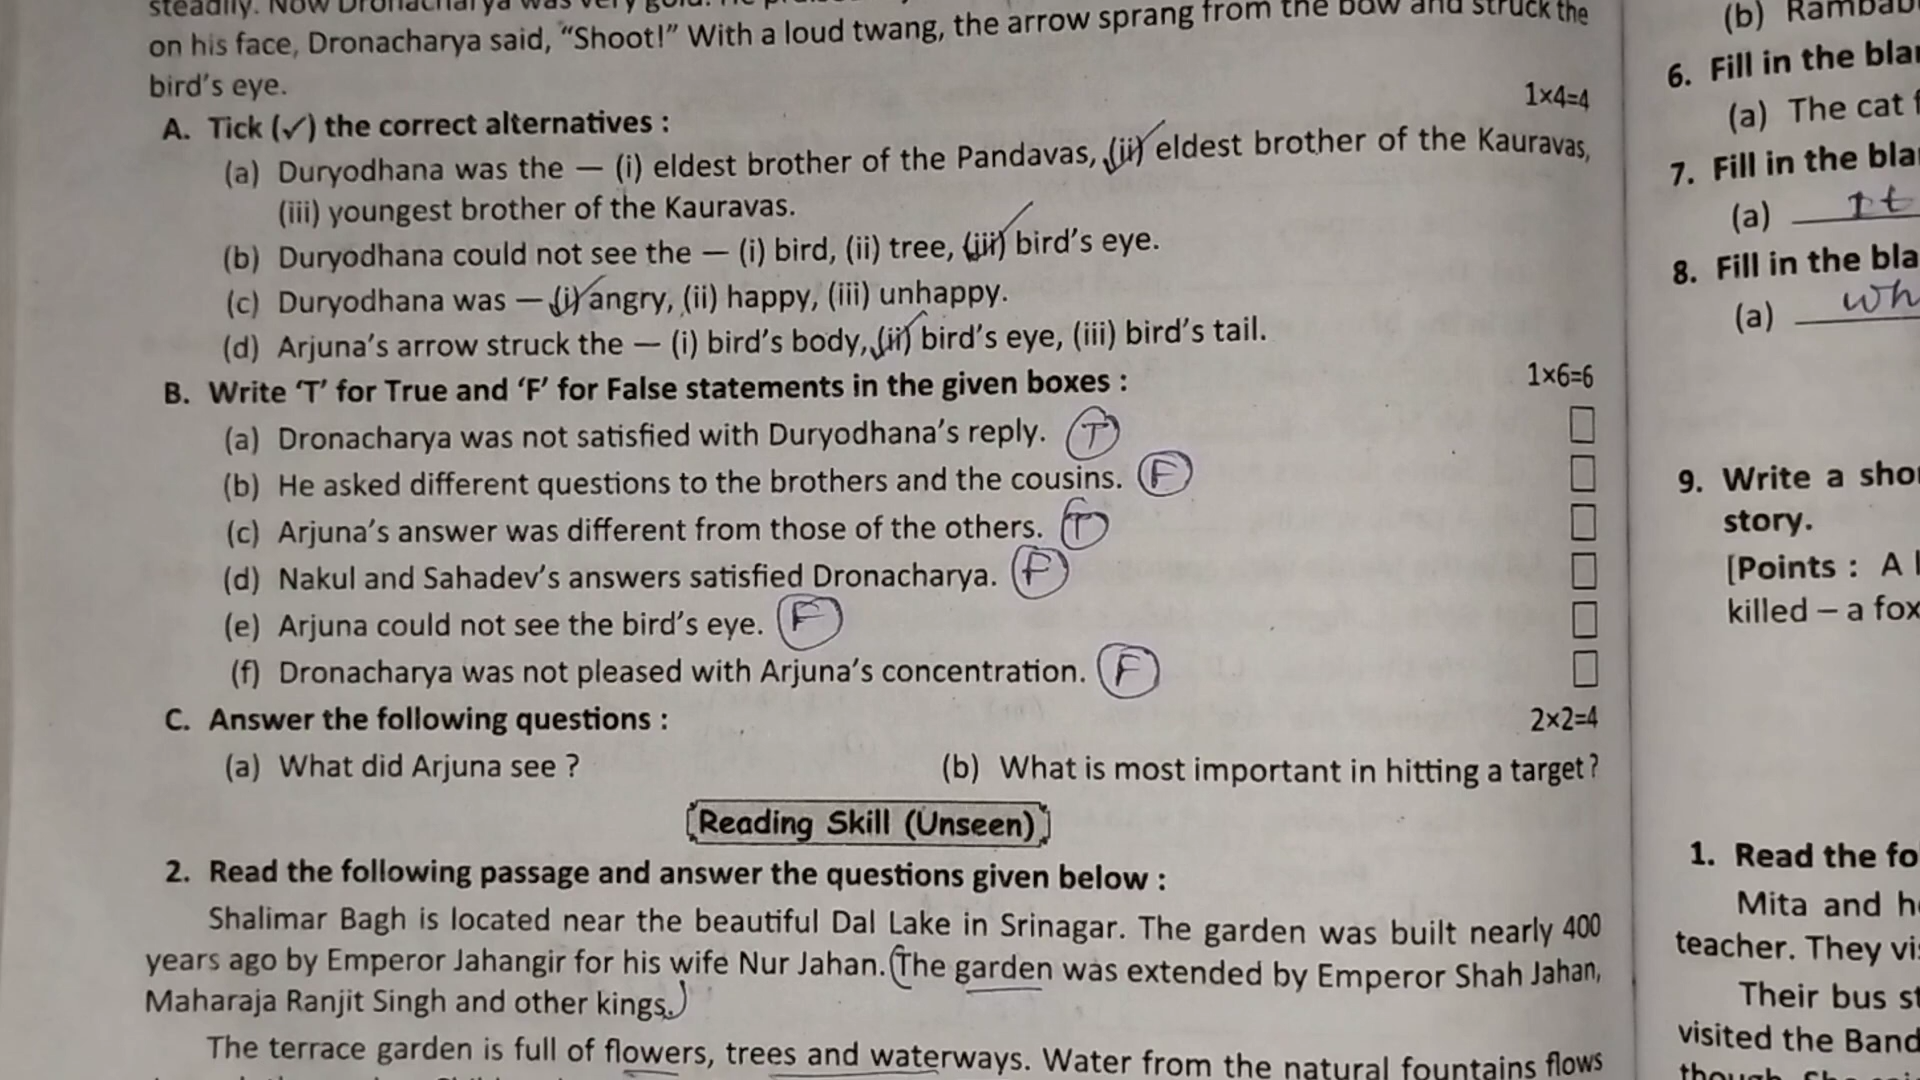 on his face, Dronacharya said, “Shoot!” With a loud twang, the arrow sprang from the bow and struck the
bird’s eye.
1×4=4
A. Tick (✓) the correct alternatives :
(a) Duryodhana was the — (i) eldest brother of the Pandavas, (ii) eldest brother of the Kauravas,
(iii) youngest brother of the Kauravas.
(b) Duryodhana could not see the — (i) bird, (ii) tree, (iii) bird’s eye.
(c) Duryodhana was — (i) angry, (ii) happy, (iii) unhappy.
(d) Arjuna’s arrow struck the — (i) bird’s body, (ii) bird’s eye, (iii) bird’s tail.
B. Write ‘T’ for True and ‘F’ for False statements in the given boxes : 1×6=6
(a) Dronacharya was not satisfied with Duryodhana’s reply. T
(b) He asked different questions to the brothers and the cousins. F
(c) Arjuna’s answer was different from those of the others. T
(d) Nakul and Sahadev’s answers satisfied Dronacharya. F
(e) Arjuna could not see the bird’s eye. F
(f) Dronacharya was not pleased with Arjuna’s concentration. F
C. Answer the following questions : 2×2=4
(a) What did Arjuna see ? (b) What is most important in hitting a target ?
Reading Skill (Unseen)
2. Read the following passage and answer the questions given below :
Shalimar Bagh is located near the beautiful Dal Lake in Srinagar. The garden was built nearly 400
years ago by Emperor Jahangir for his wife Nur Jahan. (The garden was extended by Emperor Shah Jahan,
Maharaja Ranjit Singh and other kings.)
The terrace garden is full of flowers, trees and waterways. Water from the natural fountains flows
(b)
6. Fill in the
(a) The cat
7. Fill in the
(a) It
8. Fill in the
(a)
9. Write a
story.
[Points : A
killed – a fox
1. Read the
Mita and
teacher. They
Their bus
visited the